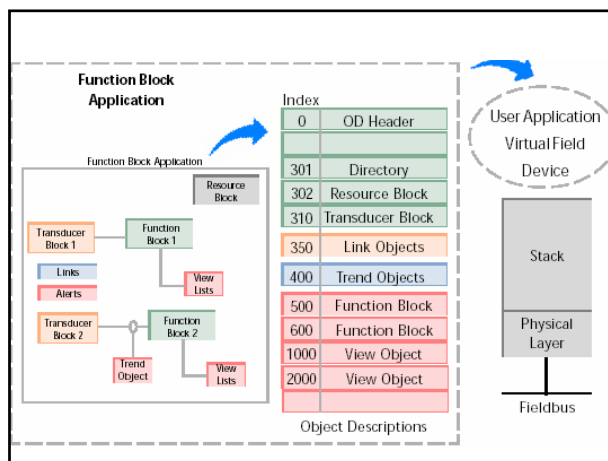 Function Block
Application
Function Block Application
Resource
Block
Transducer
Block 1
Function
Block 1
Links
Alerts
View
Lists
Transducer
Block 2
Function
Block 2
Trend
Object
View
Lists
Index
0 OD Header
301 Directory
302 Resource Block
310 Transducer Block
350 Link Objects
400 Trend Objects
500 Function Block
600 Function Block
1000 View Object
2000 View Object
Object Descriptions
User Application
Virtual Field
Device
Stack
Physical
Layer
Fieldbus